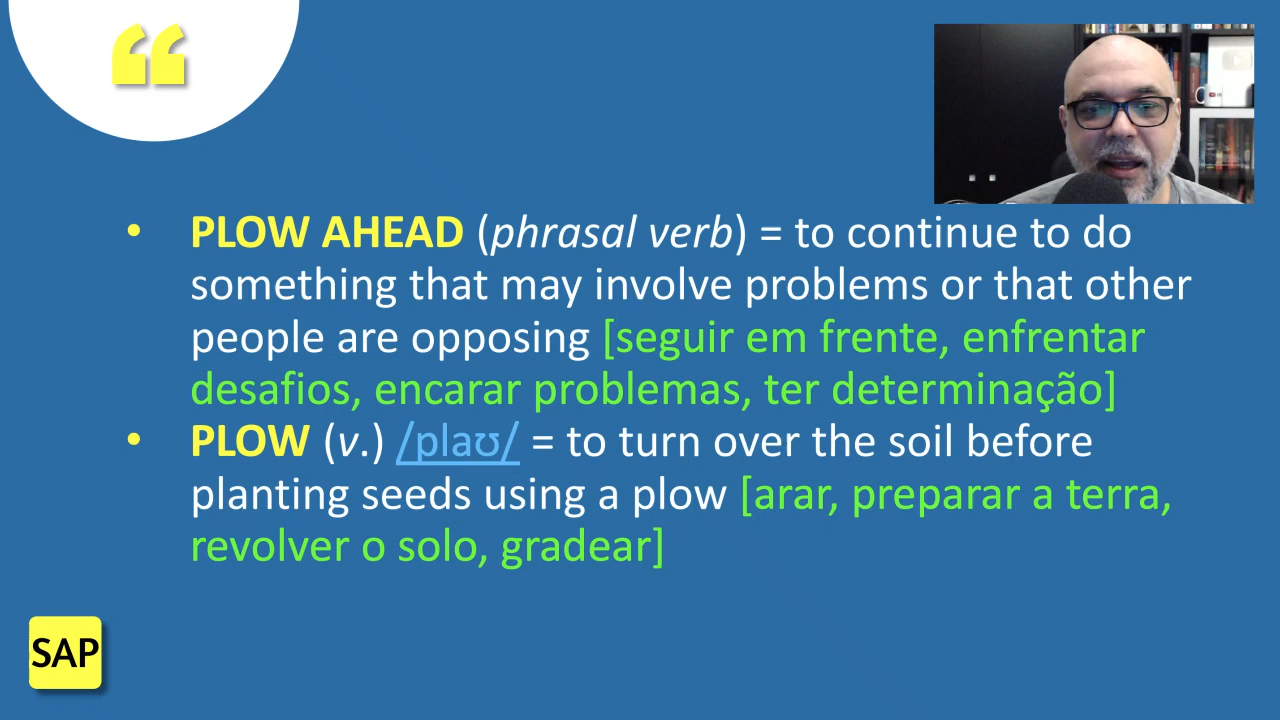 • PLOW AHEAD (phrasal verb) = to continue to do
something that may involve problems or that other
people are opposing [seguir em frente, enfrentar
desafios, encarar problemas, ter determinação]
• PLOW (v.) /plaʊ/ = to turn over the soil before
planting seeds using a plow [arar, preparar a terra,
revolver o solo, gradear]
SAP